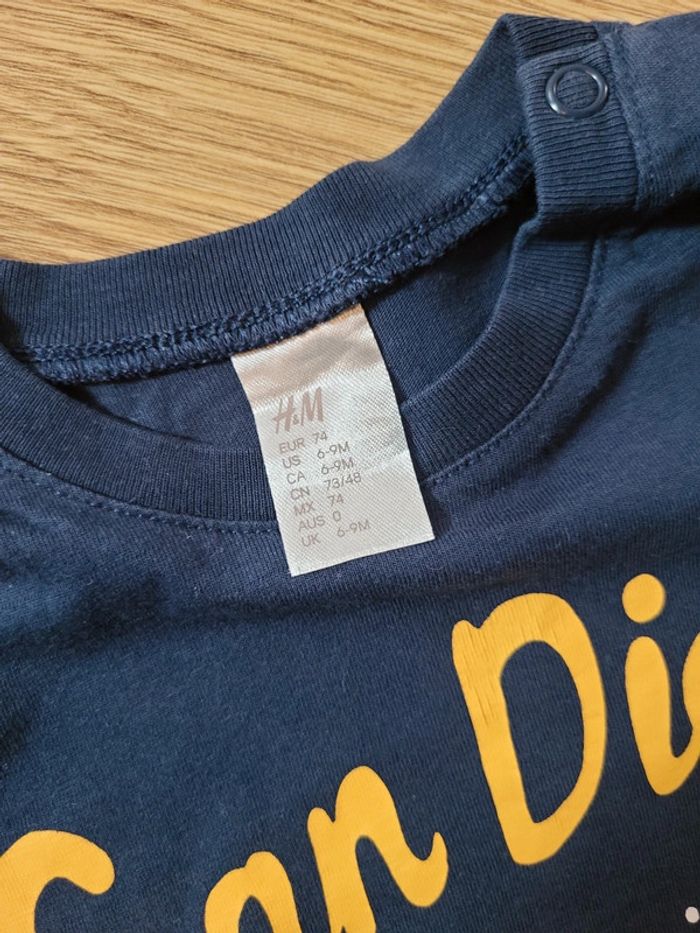 H&M
EUR 74
US 6-9M
CA 6-9M
CN 73/48
MX 74
AUS 0
UK 6-9M
an Di